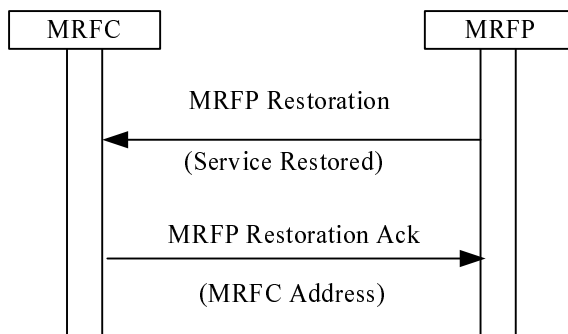 MRFC
MRFP
MRFP Restoration
(Service Restored)
MRFP Restoration Ack
(MRFC Address)